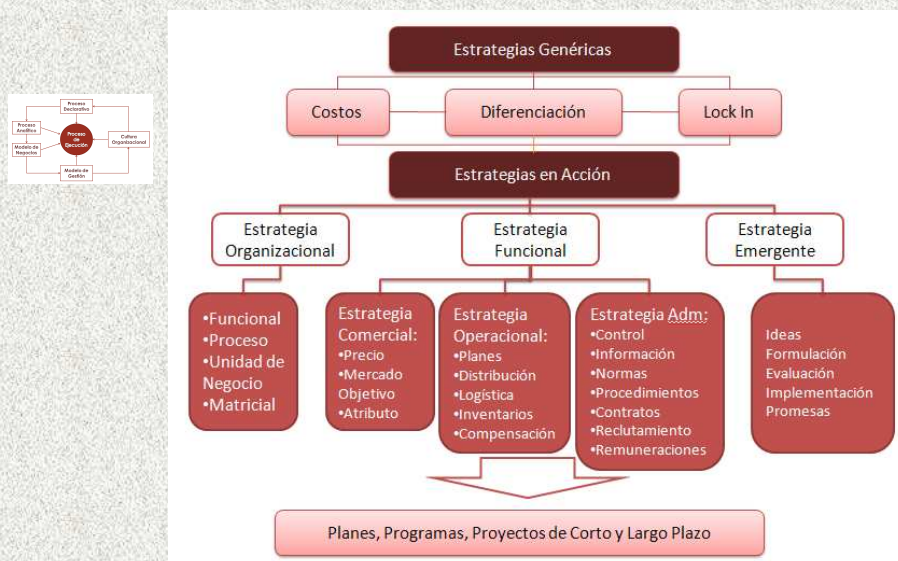 Estrategias Genéricas
Costos
Diferenciación
Lock In
Estrategias en Acción
Estrategia
Organizacional
Estrategia
Funcional
Estrategia
Emergente
•Funcional
•Proceso
•Unidad de
Negocio
•Matricial
Estrategia
Comercial:
•Precio
•Mercado
Objetivo
•Atributo
Estrategia
Operacional:
•Planes
•Distribución
•Logística
•Inventarios
•Compensación
Estrategia Adm:
•Control
•Información
•Normas
•Procedimientos
•Contratos
•Reclutamiento
•Remuneraciones
Ideas
Formulación
Evaluación
Implementación
Promesas
Planes, Programas, Proyectos de Corto y Largo Plazo
Proceso
Declarativo
Proceso
Analítico
Modelo de
Negocios
Proceso
de
Ejecución
Cultura
Organizacional
Modelo de
Gestión